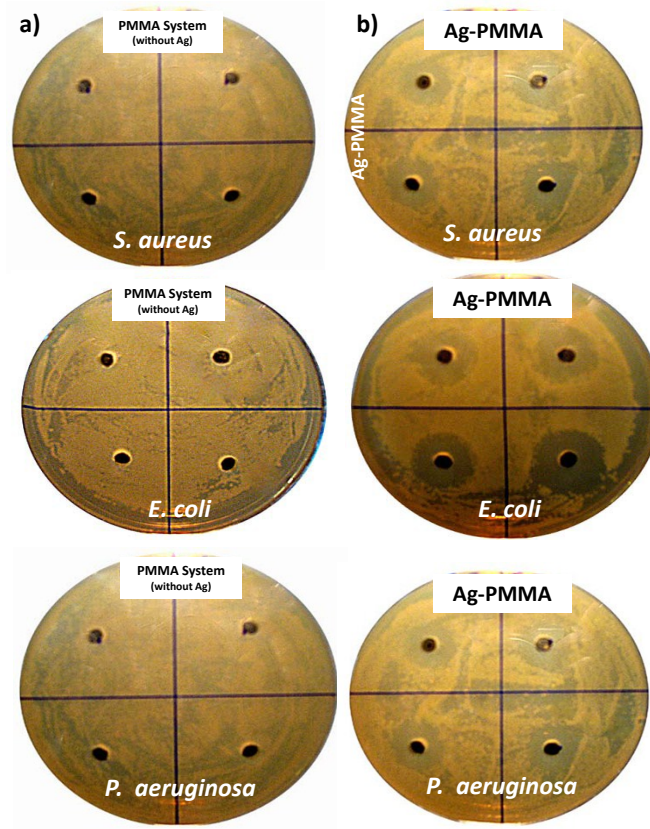 a)
PMMA System
(without Ag)
S. aureus
b)
Ag-PMMA
Ag-PMMA
S. aureus
PMMA System
(without Ag)
E. coli
Ag-PMMA
E. coli
PMMA System
(without Ag)
P. aeruginosa
Ag-PMMA
P. aeruginosa